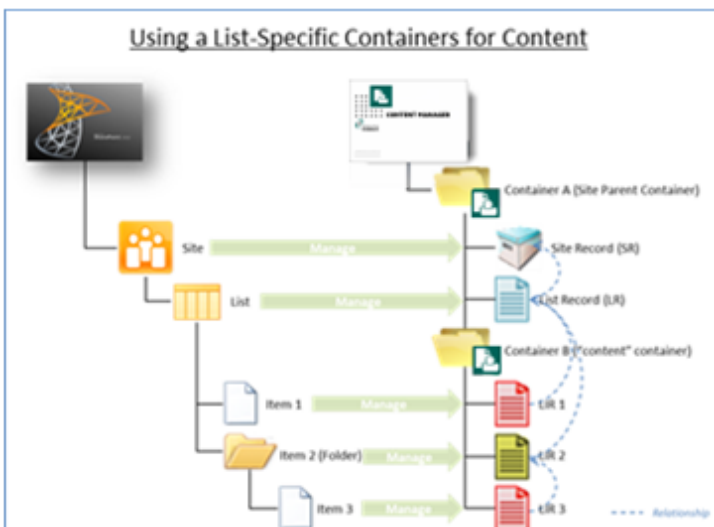 Using a List-Specific Containers for Content
CONTENT MANAGER
Container A (Site Parent Container)
Site
Manage
Site Record (SR)
List
Manage
List Record (LR)
Container B ("content" container)
Item 1
Manage
LIR 1
Item 2 (Folder)
Manage
LIR 2
Item 3
Manage
LIR 3
Relationship